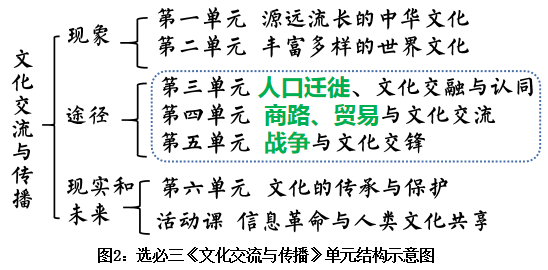 文化交流与传播
现象
第一单元 源远流长的中华文化
第二单元 丰富多样的世界文化
途径
第三单元 人口迁徙、文化交融与认同
第四单元 商路、贸易与文化交流
第五单元 战争与文化交锋
现实和未来
第六单元 文化的传承与保护
活动课 信息革命与人类文化共享
图2：选必三《文化交流与传播》单元结构示意图